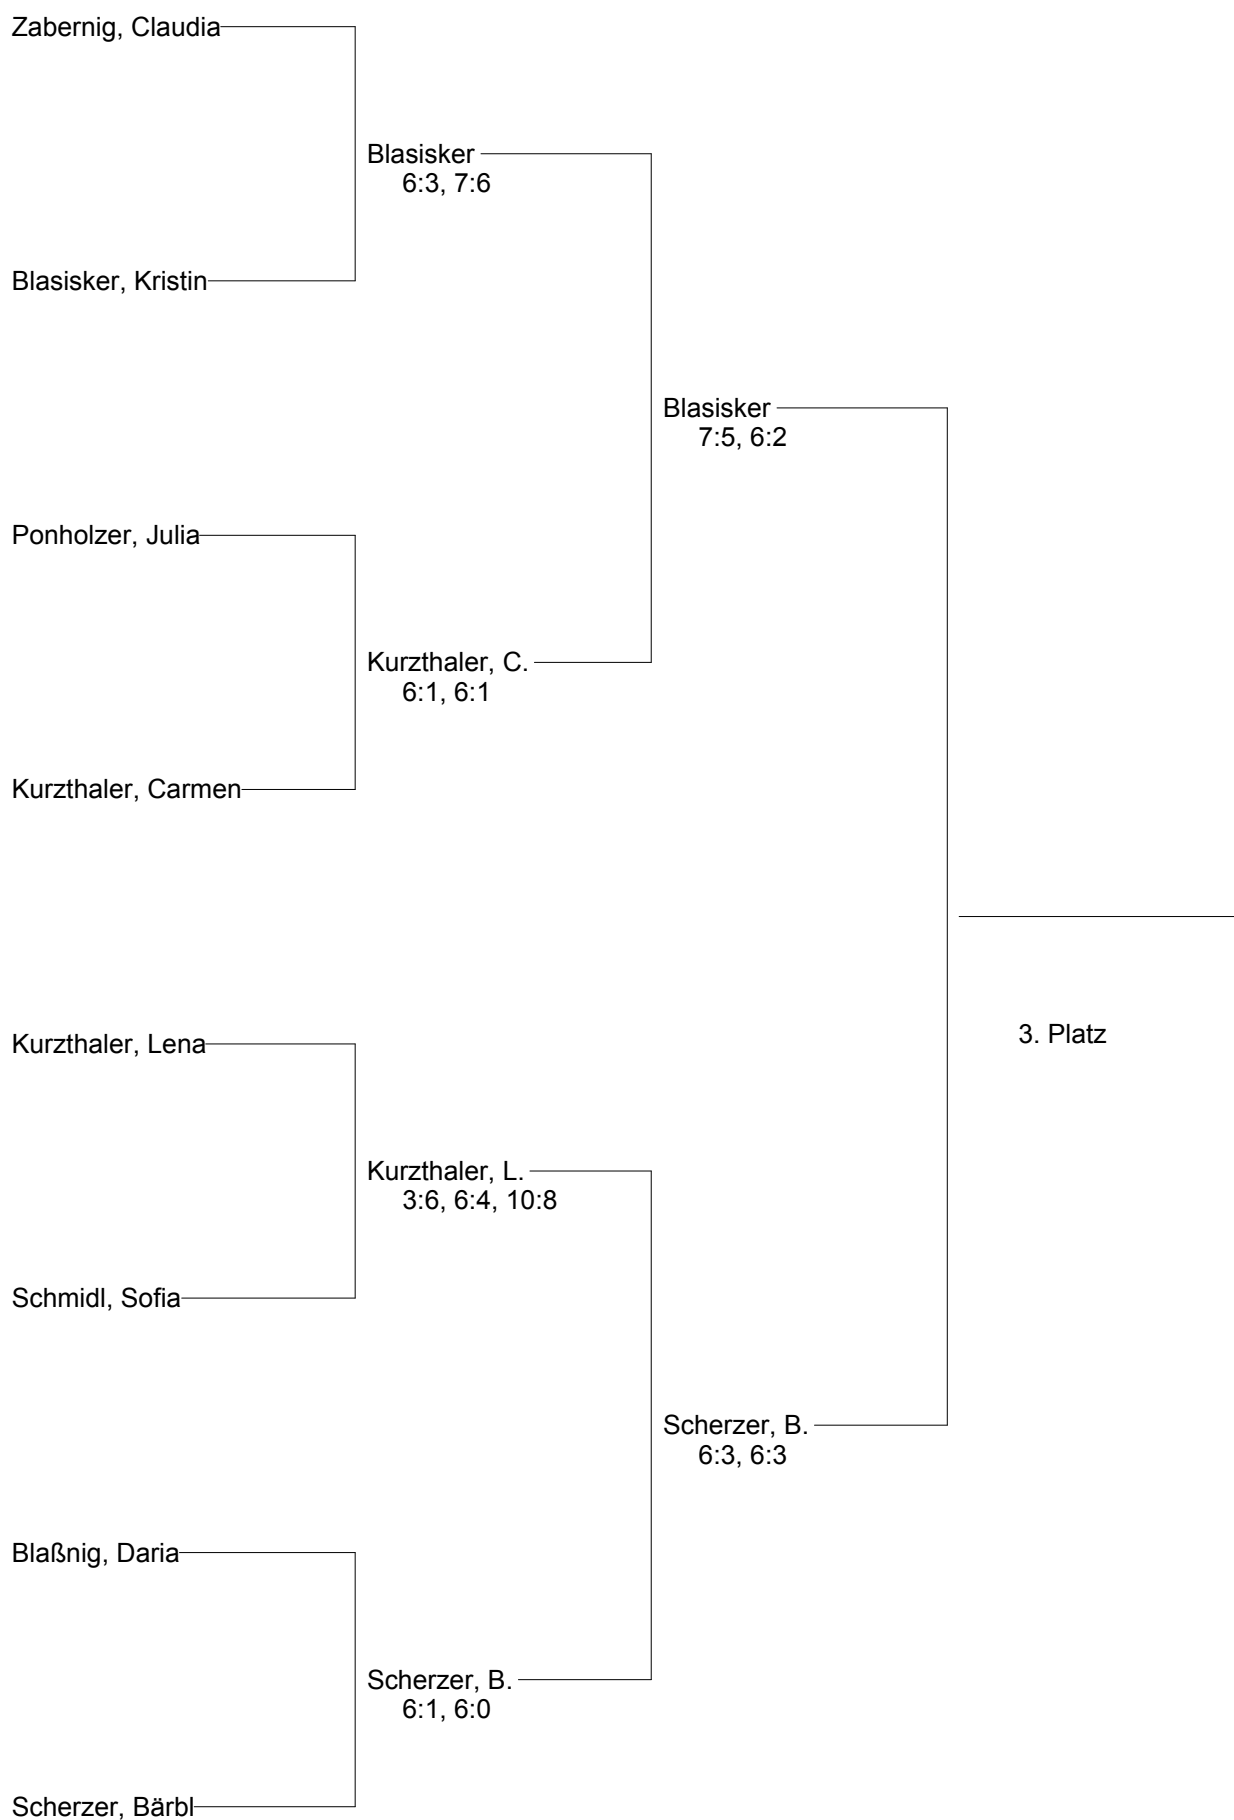 Zabernig, Claudia
Blasisker
6:3, 7:6
Blasisker, Kristin
Blasisker
7:5, 6:2
Ponholzer, Julia
Kurzthaler, C.
6:1, 6:1
Kurzthaler, Carmen
3. Platz
Kurzthaler, Lena
Kurzthaler, L.
3:6, 6:4, 10:8
Schmidl, Sofia
Scherzer, B.
6:3, 6:3
Blaßnig, Daria
Scherzer, B.
6:1, 6:0
Scherzer, Bärbl